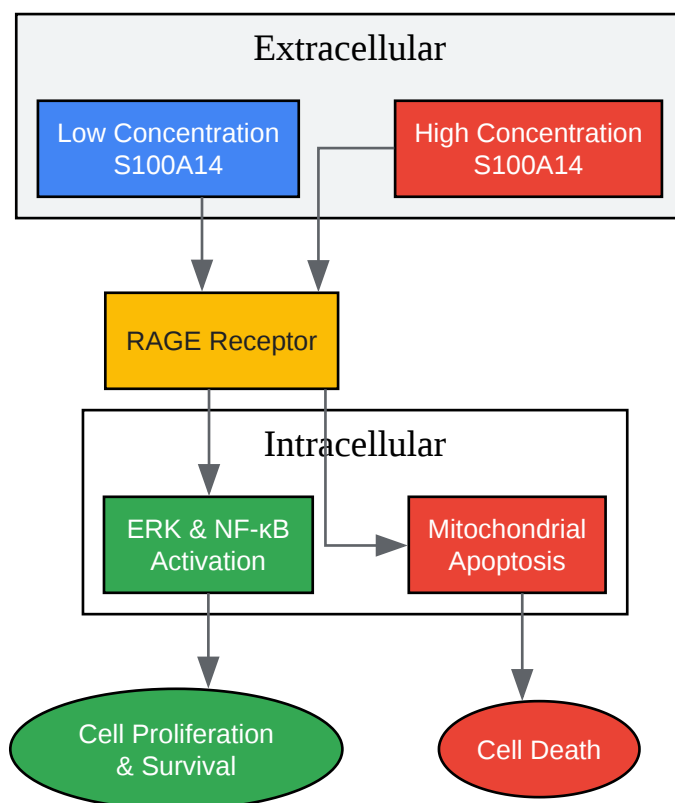 Extracellular
Low Concentration
S100A14
High Concentration
S100A14
RAGE Receptor
Intracellular
ERK & NF-κB
Activation
Mitochondrial
Apoptosis
Cell Proliferation
& Survival
Cell Death